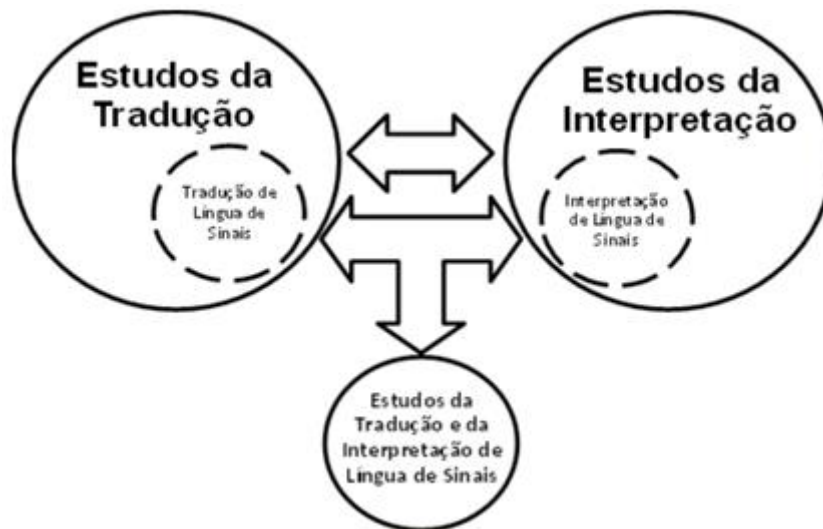 Estudos da
Tradução
Tradução de
Língua de
Sinais
Estudos da
Interpretação
Interpretação
de Língua de
Sinais
Estudos da
Tradução e da
Interpretação de
Língua de Sinais